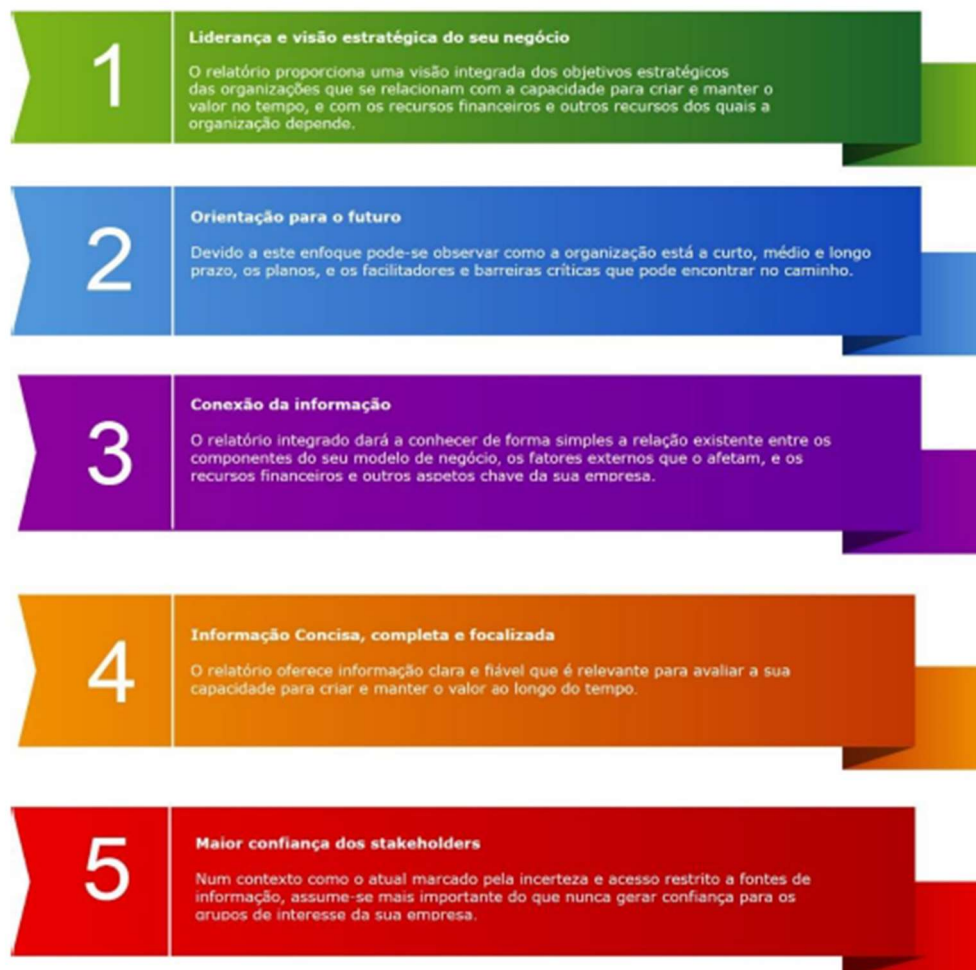 1
Liderança e visão estratégica do seu negócio
O relatório proporciona uma visão integrada dos objetivos estratégicos
das organizações que se relacionam com a capacidade para criar e manter o
valor no tempo, e com os recursos financeiros e outros recursos dos quais a
organização depende.
2
Orientação para o futuro
Devido a este enfoque pode-se observar como a organização está a curto, médio e longo
prazo, os planos, e os facilitadores e barreiras críticas que pode encontrar no caminho.
3
Conexão da informação
O relatório integrado dará a conhecer de forma simples a relação existente entre os
componentes do seu modelo de negócio, os fatores externos que o afetam, e os
recursos financeiros e outros aspetos chave da sua empresa.
4
Informação Concisa, completa e focalizada
O relatório oferece informação clara e fiável que é relevante para avaliar a sua
capacidade para criar e manter o valor ao longo do tempo.
5
Maior confiança dos stakeholders
Num contexto como o atual marcado pela incerteza e acesso restrito a fontes de
informação, assume-se mais importante do que nunca gerar confiança para os
grupos de interesse da sua empresa.